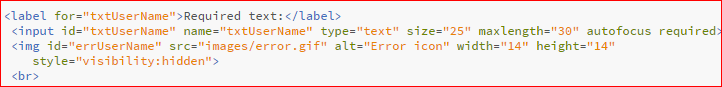 <label for="txtUserName">Required text:</label>
<input id="txtUserName" name="txtUserName" type="text" size="25" maxlength="30" autofocus required>
<img id="errUserName" src="images/error.gif" alt="Error icon" width="14" height="14"
style="visibility:hidden">
<br>